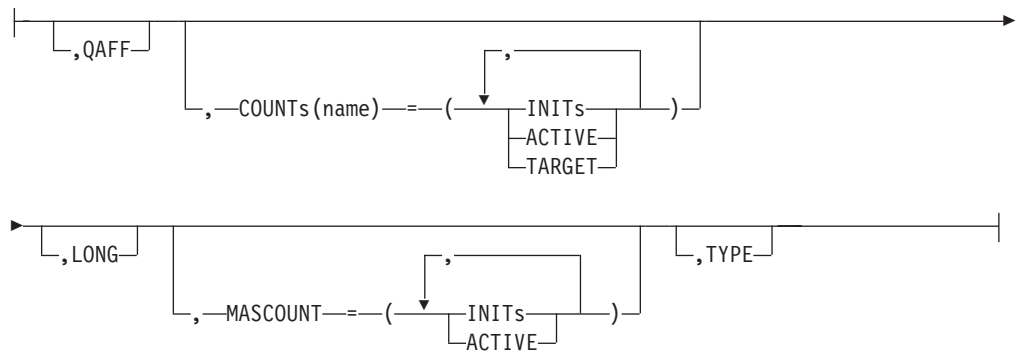 ,QAFF
,
, COUNTs(name) = ( INITs )
ACTIVE
TARGET
,LONG
,TYPE
,
, MASCOUNT = ( INITs )
ACTIVE